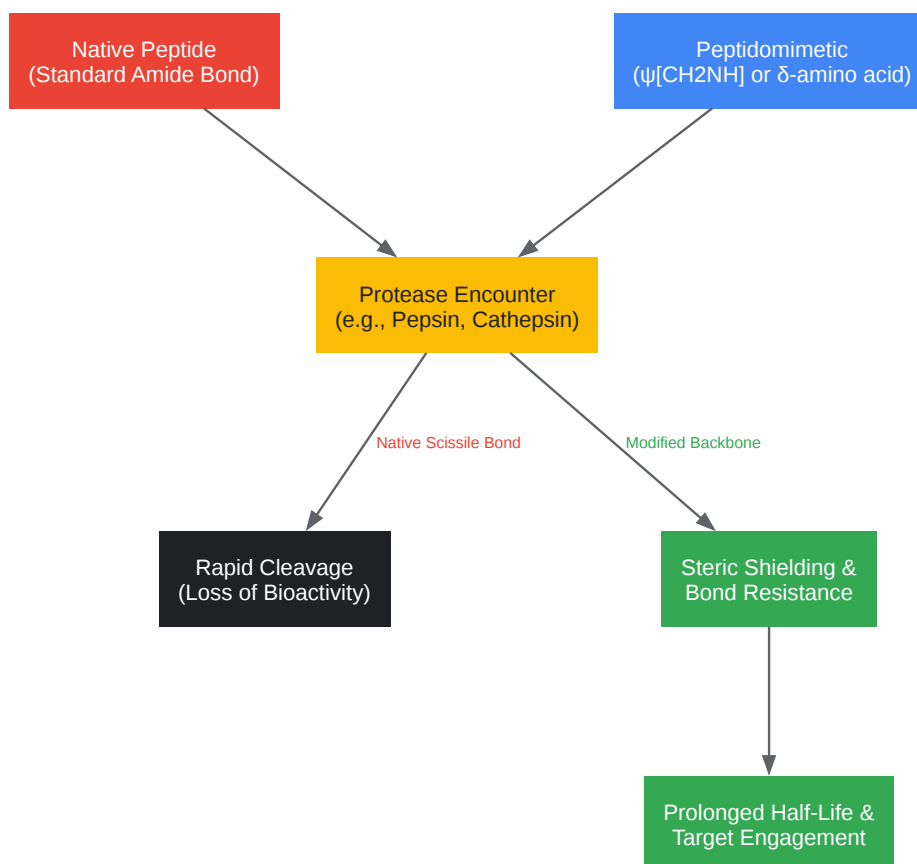 Native Peptide
(Standard Amide Bond)
Peptidomimetic
(ψ[CH2NH] or δ-amino acid)
Protease Encounter
(e.g., Pepsin, Cathepsin)
Native Scissile Bond
Modified Backbone
Rapid Cleavage
(Loss of Bioactivity)
Steric Shielding &
Bond Resistance
Prolonged Half-Life &
Target Engagement